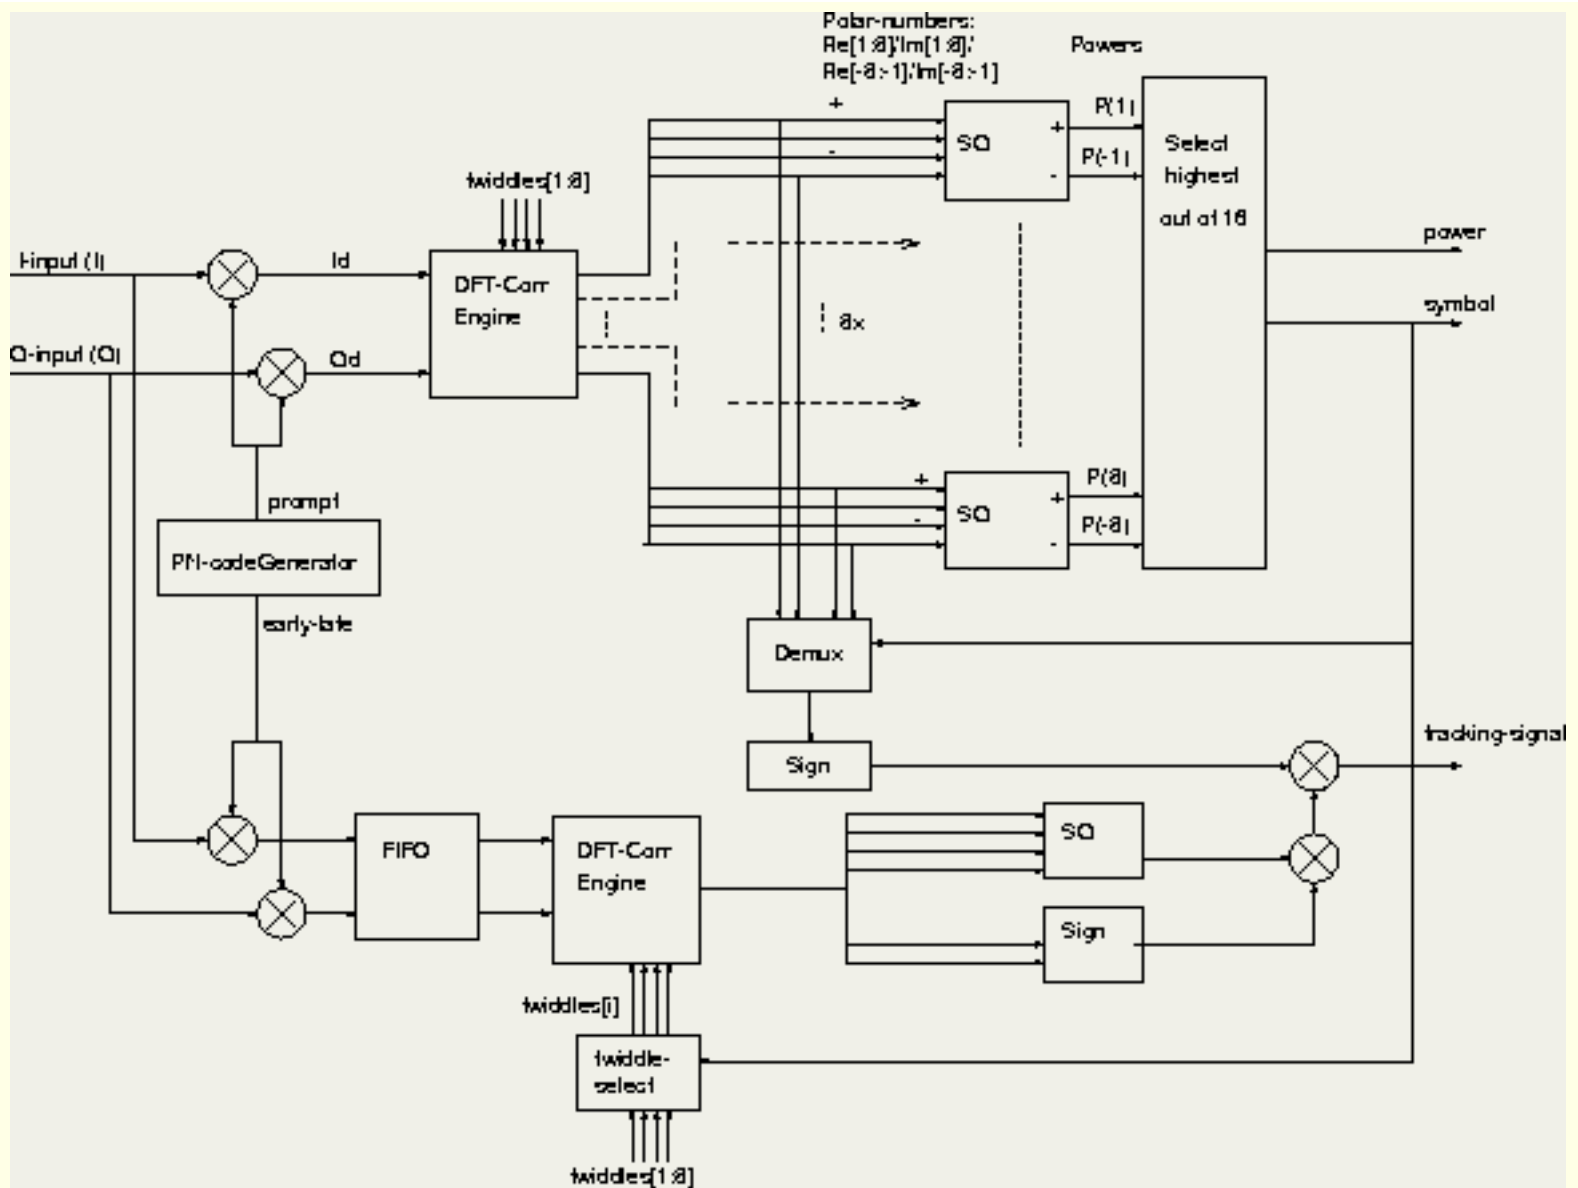 Polar-numbers:
Re[1:8]/Im[1:8]/
Re[-8:-1]/Im[-8:-1]
Powers
+
-
SQ
+
-
P(1)
P(-1)
Select
highest
out of 16
twiddles[1:8]
I-input (I)
Id
DFT-Corr
Engine
Q-input (Q)
Qd
8x
power
symbol
+
-
SQ
+
-
P(8)
P(-8)
prompt
PN-codeGenerator
early-late
Demux
Sign
tracking-signal
FIFO
DFT-Corr
Engine
SQ
Sign
twiddles[i]
twiddle-
select
twiddles[1:8]